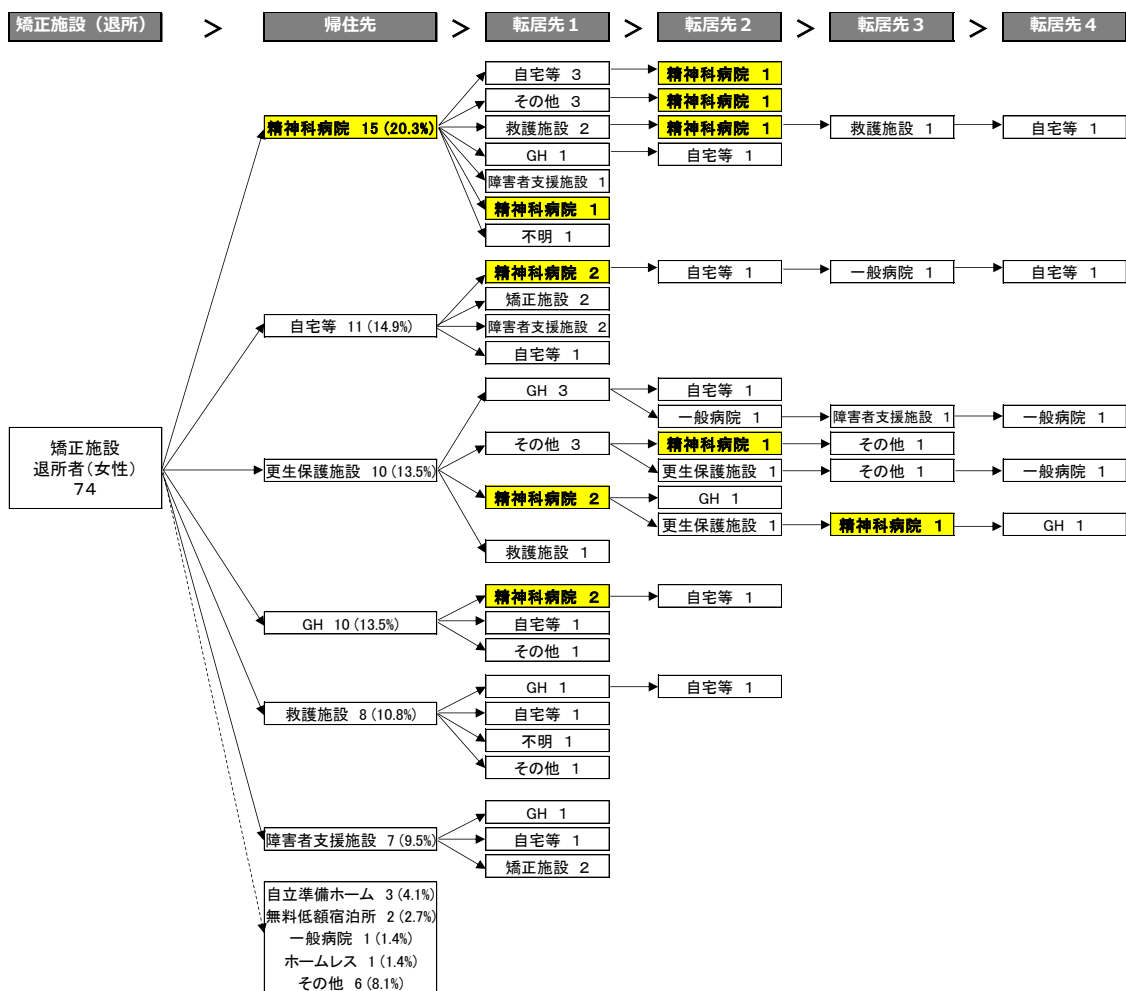 矯正施設（退所） > 帰住先 > 転居先１ > 転居先２ > 転居先３ > 転居先４
自宅等 3 精神科病院 1
その他 3 精神科病院 1
精神科病院 15 (20.3%) 救護施設 2 精神科病院 1 救護施設 1 自宅等 1
GH 1 自宅等 1
障害者支援施設 1
精神科病院 1
不明 1
精神科病院 2 自宅等 1 一般病院 1 自宅等 1
矯正施設 2
自宅等 11 (14.9%) 障害者支援施設 2
自宅等 1
GH 3 自宅等 1
一般病院 1 障害者支援施設 1 一般病院 1
その他 3 精神科病院 1 その他 1
矯正施設
退所者（女性）
74
更生保護施設 10 (13.5%) 更生保護施設 1 その他 1 一般病院 1
精神科病院 2 GH 1
更生保護施設 1 精神科病院 1 GH 1
救護施設 1
精神科病院 2 自宅等 1
GH 10 (13.5%) 自宅等 1
その他 1
GH 1 自宅等 1
救護施設 8 (10.8%) 自宅等 1
不明 1
その他 1
GH 1
障害者支援施設 7 (9.5%) 自宅等 1
矯正施設 2
自立準備ホーム 3 (4.1%)
無料低額宿泊所 2 (2.7%)
一般病院 1 (1.4%)
ホームレス 1 (1.4%)
その他 6 (8.1%)